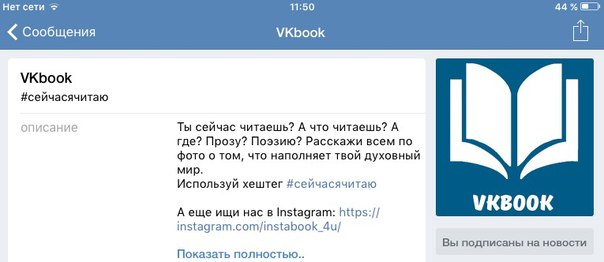 Нет сети 11:50 44 %
Сообщения VKbook
VKbook
#сейчасячитаю
описание
Ты сейчас читаешь? А что читаешь? А
где? Прозу? Поэзию? Расскажи всем по
фото о том, что наполняет твой духовный
мир.
Используй хештег #сейчасячитаю
А еще ищи нас в Instagram: https://
instagram.com/instabook_4u/
Показать полностью..
VKBOOK
Вы подписаны на новости